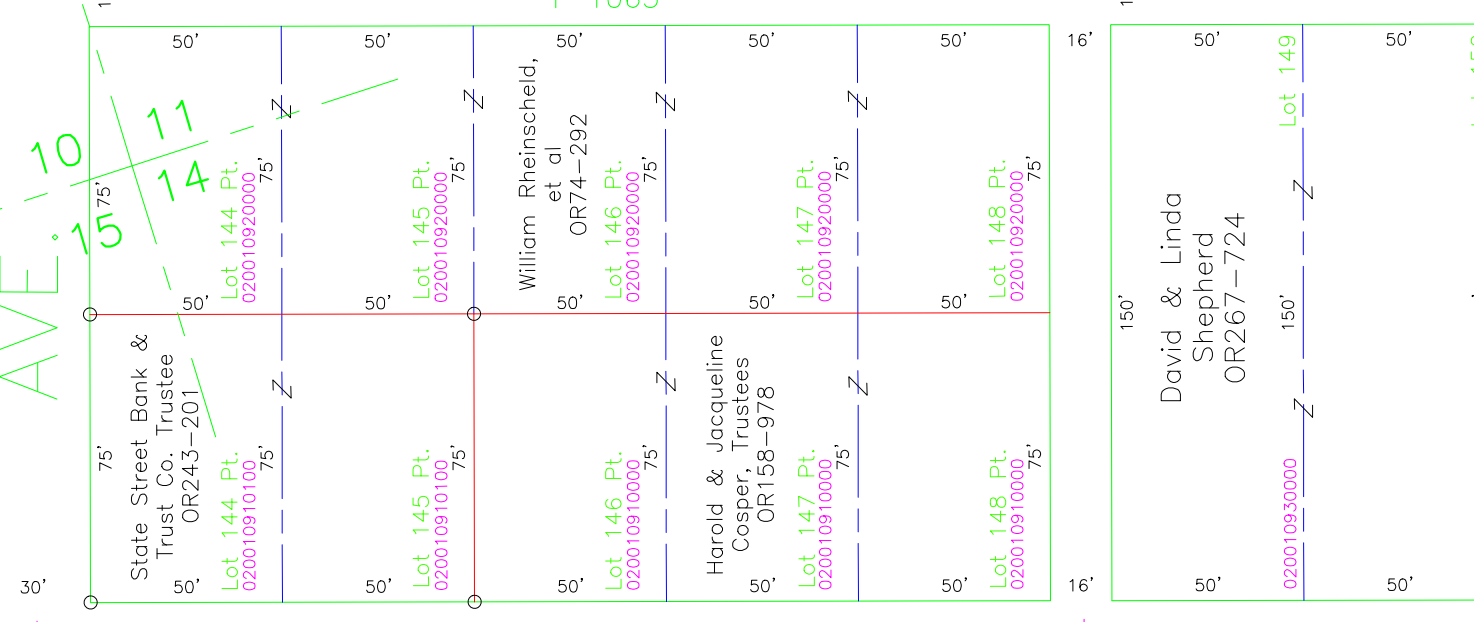 50'
50'
50'
50'
50'
16'
50'
50'
10
11
14
15
AVE.
75'
Lot 144 Pt.
020010920000
75'
Lot 145 Pt.
020010920000
75'
William Rheinscheld,
et al
OR74-292
Lot 146 Pt.
020010920000
75'
Lot 147 Pt.
020010920000
75'
Lot 148 Pt.
020010920000
75'
50'
50'
50'
50'
50'
State Street Bank &
Trust Co. Trustee
OR243-201
75'
Lot 144 Pt.
020010910100
75'
Lot 145 Pt.
020010910100
75'
Lot 146 Pt.
020010910000
75'
Harold & Jacqueline
Cosper, Trustees
OR158-978
Lot 147 Pt.
020010910000
75'
Lot 148 Pt.
020010910000
75'
30'
50'
50'
50'
50'
50'
16'
150'
David & Linda
Shepherd
OR267-724
Lot 149
150'
020010930000
50'
50'